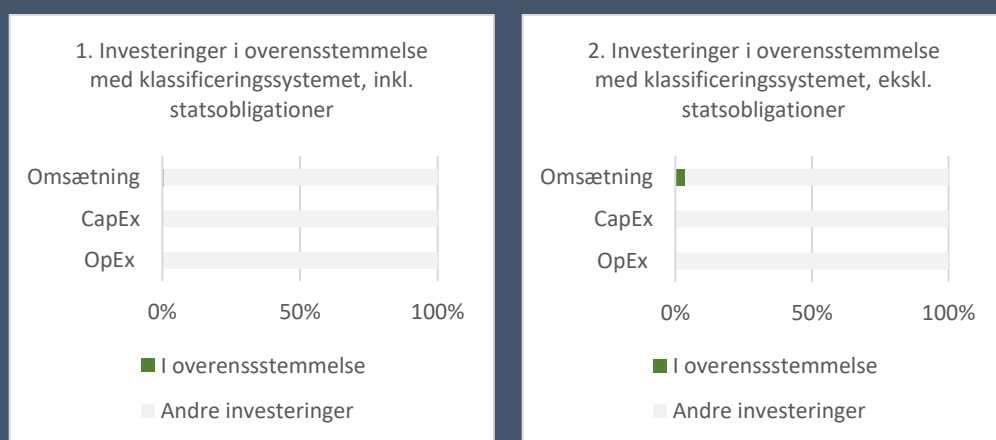 1. Investeringer i overensstemmelse
med klassificeringssystemet, inkl.
statsobligationer
Omsætning
CapEx
OpEx
0%
50%
100%
I overenssstemmelse
Andre investeringer
2. Investeringer i overensstemmelse
med klassificeringssystemet, ekskl.
statsobligationer
Omsætning
CapEx
OpEx
0%
50%
100%
I overenssstemmelse
Andre investeringer